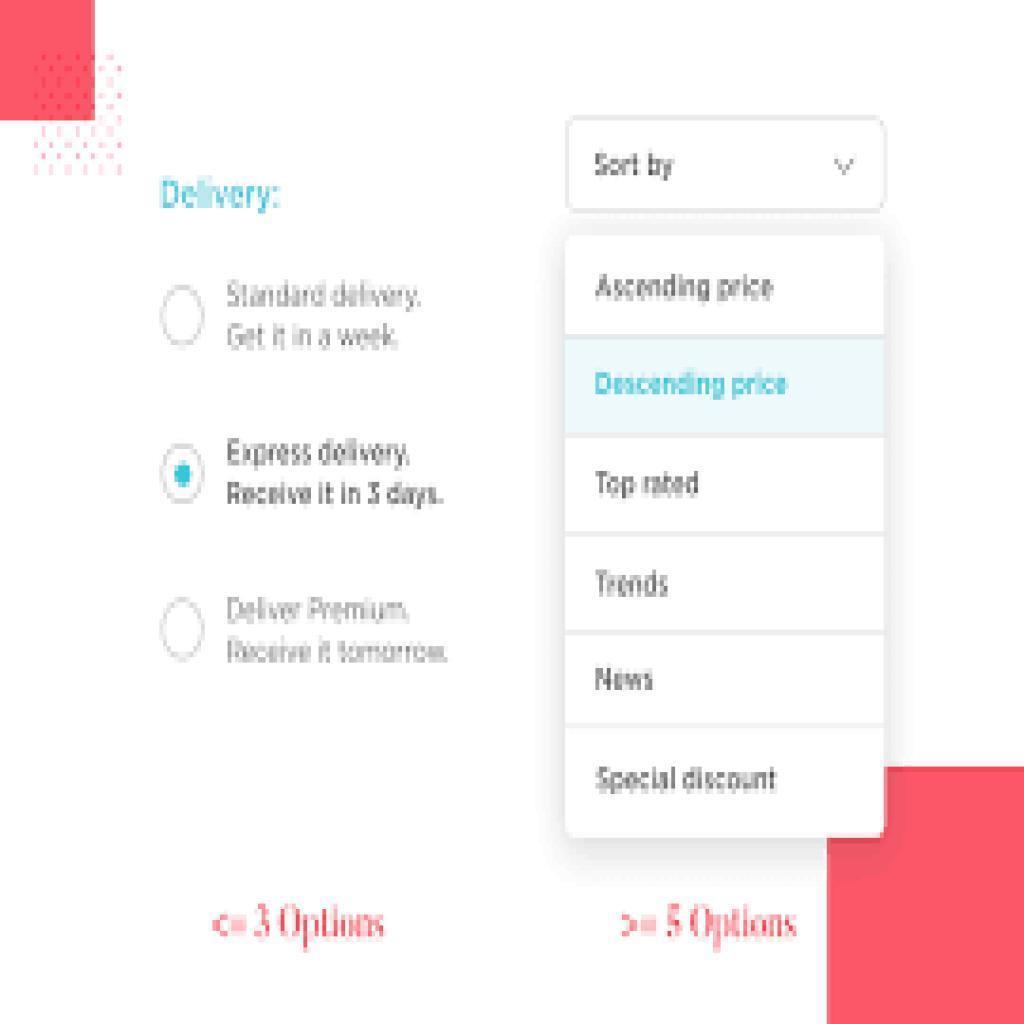 Delivery:
Standard delivery.
Get it in a week.
Express delivery.
Receive it in 3 days.
Deliver Premium.
Receive it tomorrow.
<= 3 Options
Sort by
Ascending price
Descending price
Top rated
Trends
News
Special discount
>= 5 Options